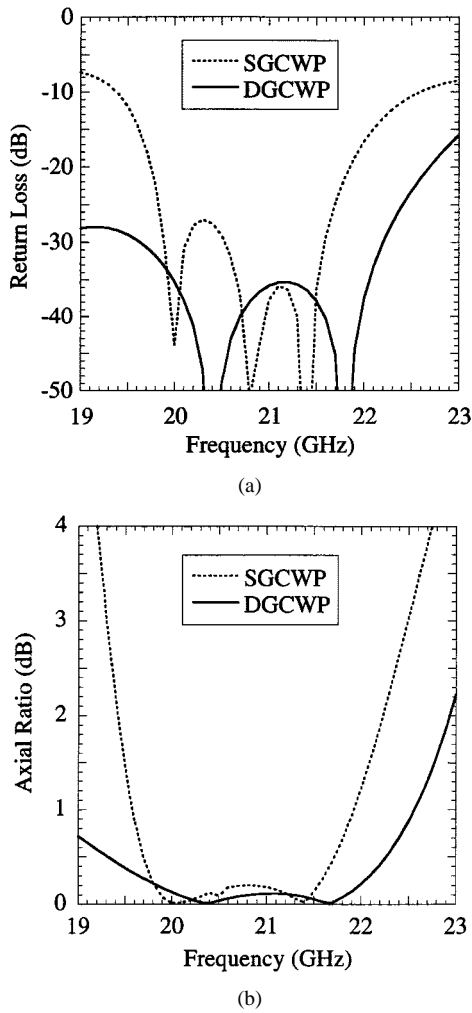 0
-10
-20
-30
-40
-50
Return Loss (dB)
SGCWP
DGCWP
19 20 21 22 23
Frequency (GHz)
(a)
4
3
2
1
0
Axial Ratio (dB)
SGCWP
DGCWP
19 20 21 22 23
Frequency (GHz)
(b)